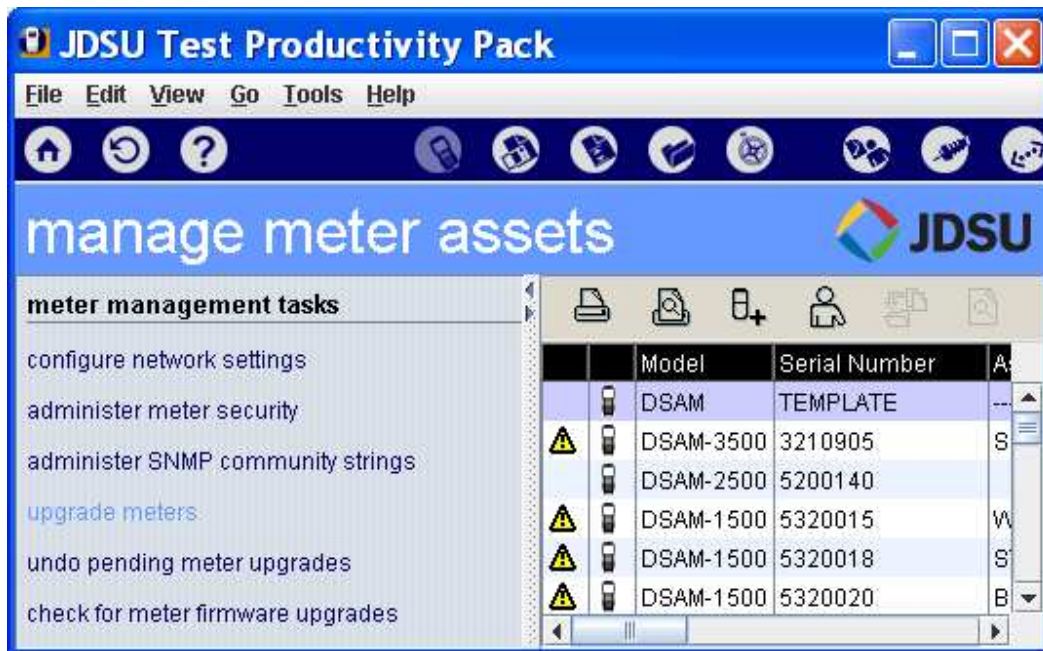 JDSU Test Productivity Pack
File Edit View Go Tools Help
manage meter assets
JDSU
meter management tasks
configure network settings
administer meter security
administer SNMP community strings
upgrade meters
undo pending meter upgrades
check for meter firmware upgrades
Model Serial Number
DSAM TEMPLATE ---
DSAM-3500 3210905 S
DSAM-2500 5200140
DSAM-1500 5320015
DSAM-1500 5320018
DSAM-1500 5320020 B